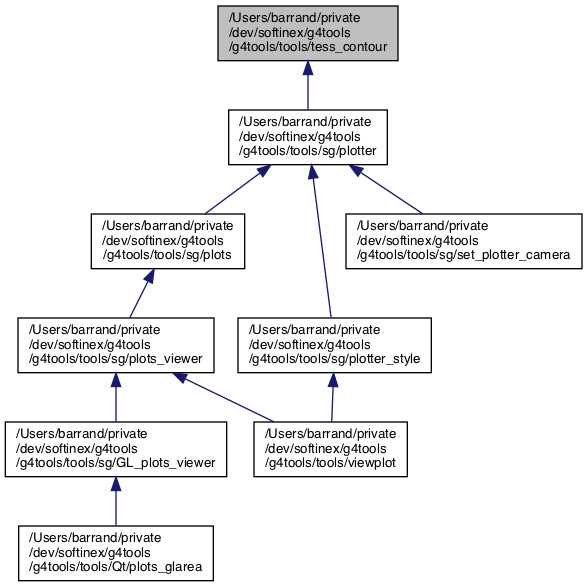 /Users/barrand/private
/dev/softinex/g4tools
/g4tools/tools/tess_contour
/Users/barrand/private
/dev/softinex/g4tools
/g4tools/tools/sg/plotter
/Users/barrand/private
/dev/softinex/g4tools
/g4tools/tools/sg/plots
/Users/barrand/private
/dev/softinex/g4tools
/g4tools/tools/sg/set_plotter_camera
/Users/barrand/private
/dev/softinex/g4tools
/g4tools/tools/sg/plots_viewer
/Users/barrand/private
/dev/softinex/g4tools
/g4tools/tools/sg/plotter_style
/Users/barrand/private
/dev/softinex/g4tools
/g4tools/tools/sg/GL_plots_viewer
/Users/barrand/private
/dev/softinex/g4tools
/g4tools/tools/viewplot
/Users/barrand/private
/dev/softinex/g4tools
/g4tools/tools/Qt/plots_glarea